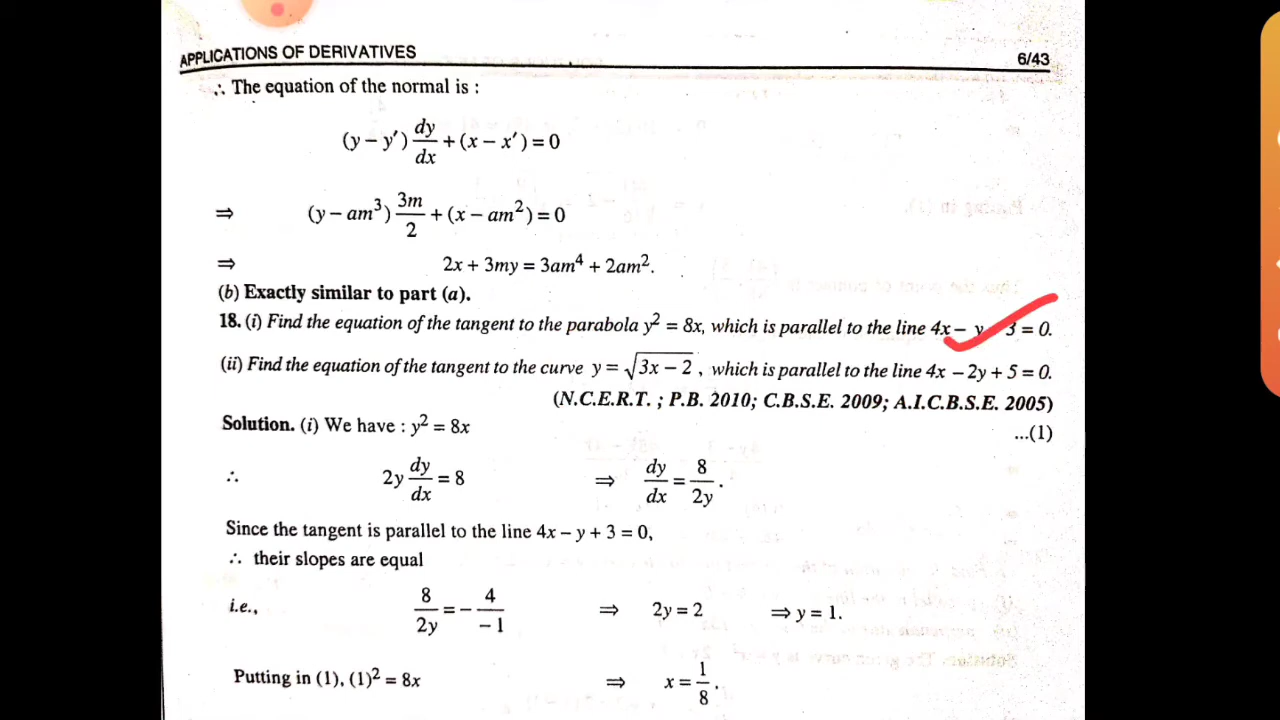 APPLICATIONS OF DERIVATIVES 6/43
∴ The equation of the normal is :
(y – y′) dy/dx + (x – x′) = 0
⇒ (y – am³) 3m/2 + (x – am²) = 0
⇒ 2x + 3my = 3am⁴ + 2am².
(b) Exactly similar to part (a).
18. (i) Find the equation of the tangent to the parabola y² = 8x, which is parallel to the line 4x – y 3 = 0.
(ii) Find the equation of the tangent to the curve y = √(3x – 2) , which is parallel to the line 4x – 2y + 5 = 0.
(N.C.E.R.T. ; P.B. 2010; C.B.S.E. 2009; A.I.C.B.S.E. 2005)
Solution. (i) We have : y² = 8x ...(1)
∴ 2y dy/dx = 8 ⇒ dy/dx = 8/2y .
Since the tangent is parallel to the line 4x – y + 3 = 0,
∴ their slopes are equal
i.e., 8/2y = – 4/–1 ⇒ 2y = 2 ⇒ y = 1.
Putting in (1), (1)² = 8x ⇒ x = 1/8 .